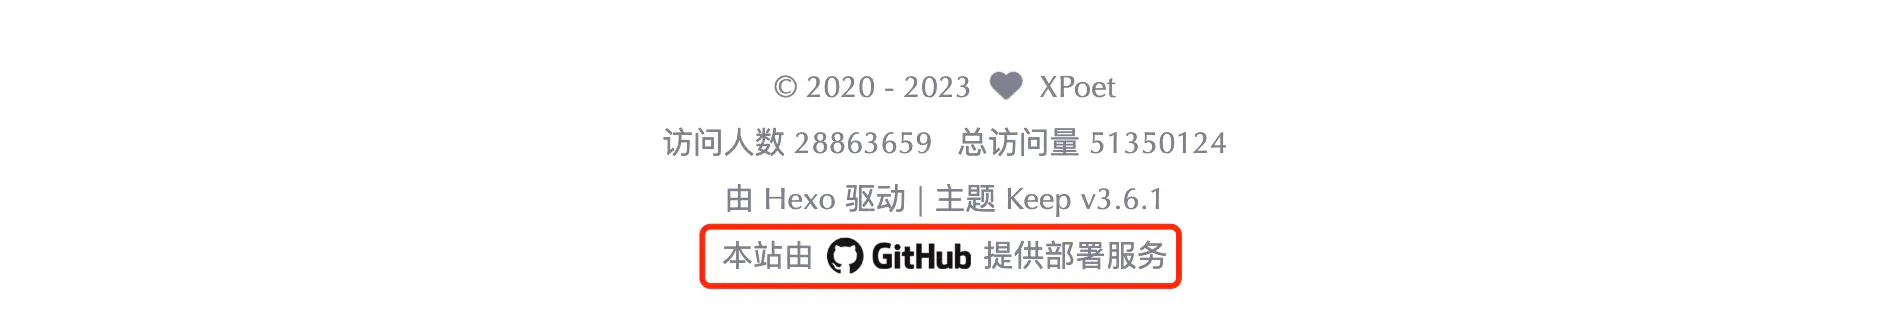 © 2020 - 2023 XPoet
访问人数 28863659 总访问量 51350124
由 Hexo 驱动 | 主题 Keep v3.6.1
本站由 GitHub 提供部署服务